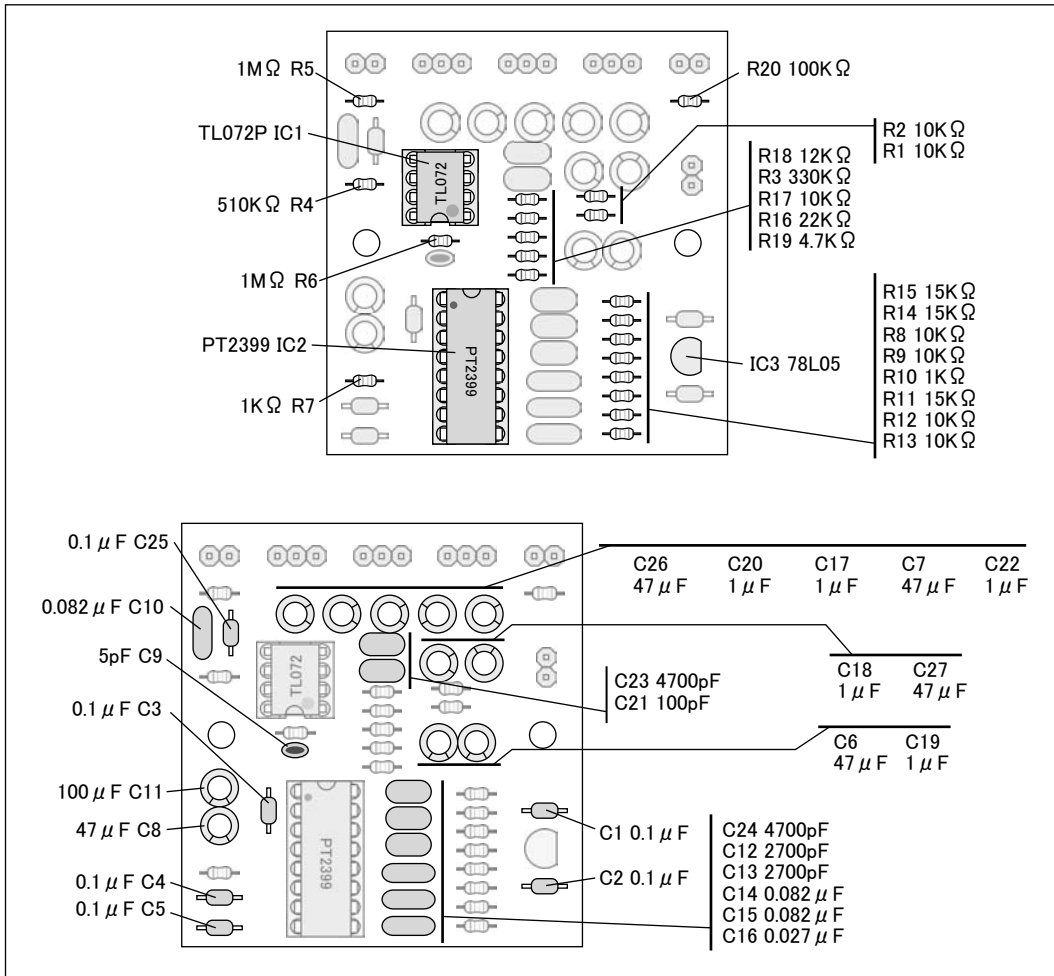 1MΩ R5
R20 100KΩ
TL072P IC1
TL072
R2 10KΩ
R1 10KΩ
R18 12KΩ
R3 330KΩ
R17 10KΩ
R16 22KΩ
R19 4.7KΩ
510KΩ R4
1MΩ R6
PT2399 IC2
PT2399
IC3 78L05
R15 15KΩ
R14 15KΩ
R8 10KΩ
R9 10KΩ
R10 1KΩ
R11 15KΩ
R12 10KΩ
R13 10KΩ
1KΩ R7
0.1μF C25
C26 C20 C17 C7 C22
47μF 1μF 1μF 47μF 1μF
0.082μF C10
5pF C9
TL072
C18 C27
1μF 47μF
C23 4700pF
C21 100pF
0.1μF C3
C6 C19
47μF 1μF
100μF C11
47μF C8
PT2399
C1 0.1μF
C2 0.1μF
C24 4700pF
C12 2700pF
C13 2700pF
C14 0.082μF
C15 0.082μF
C16 0.027μF
0.1μF C4
0.1μF C5